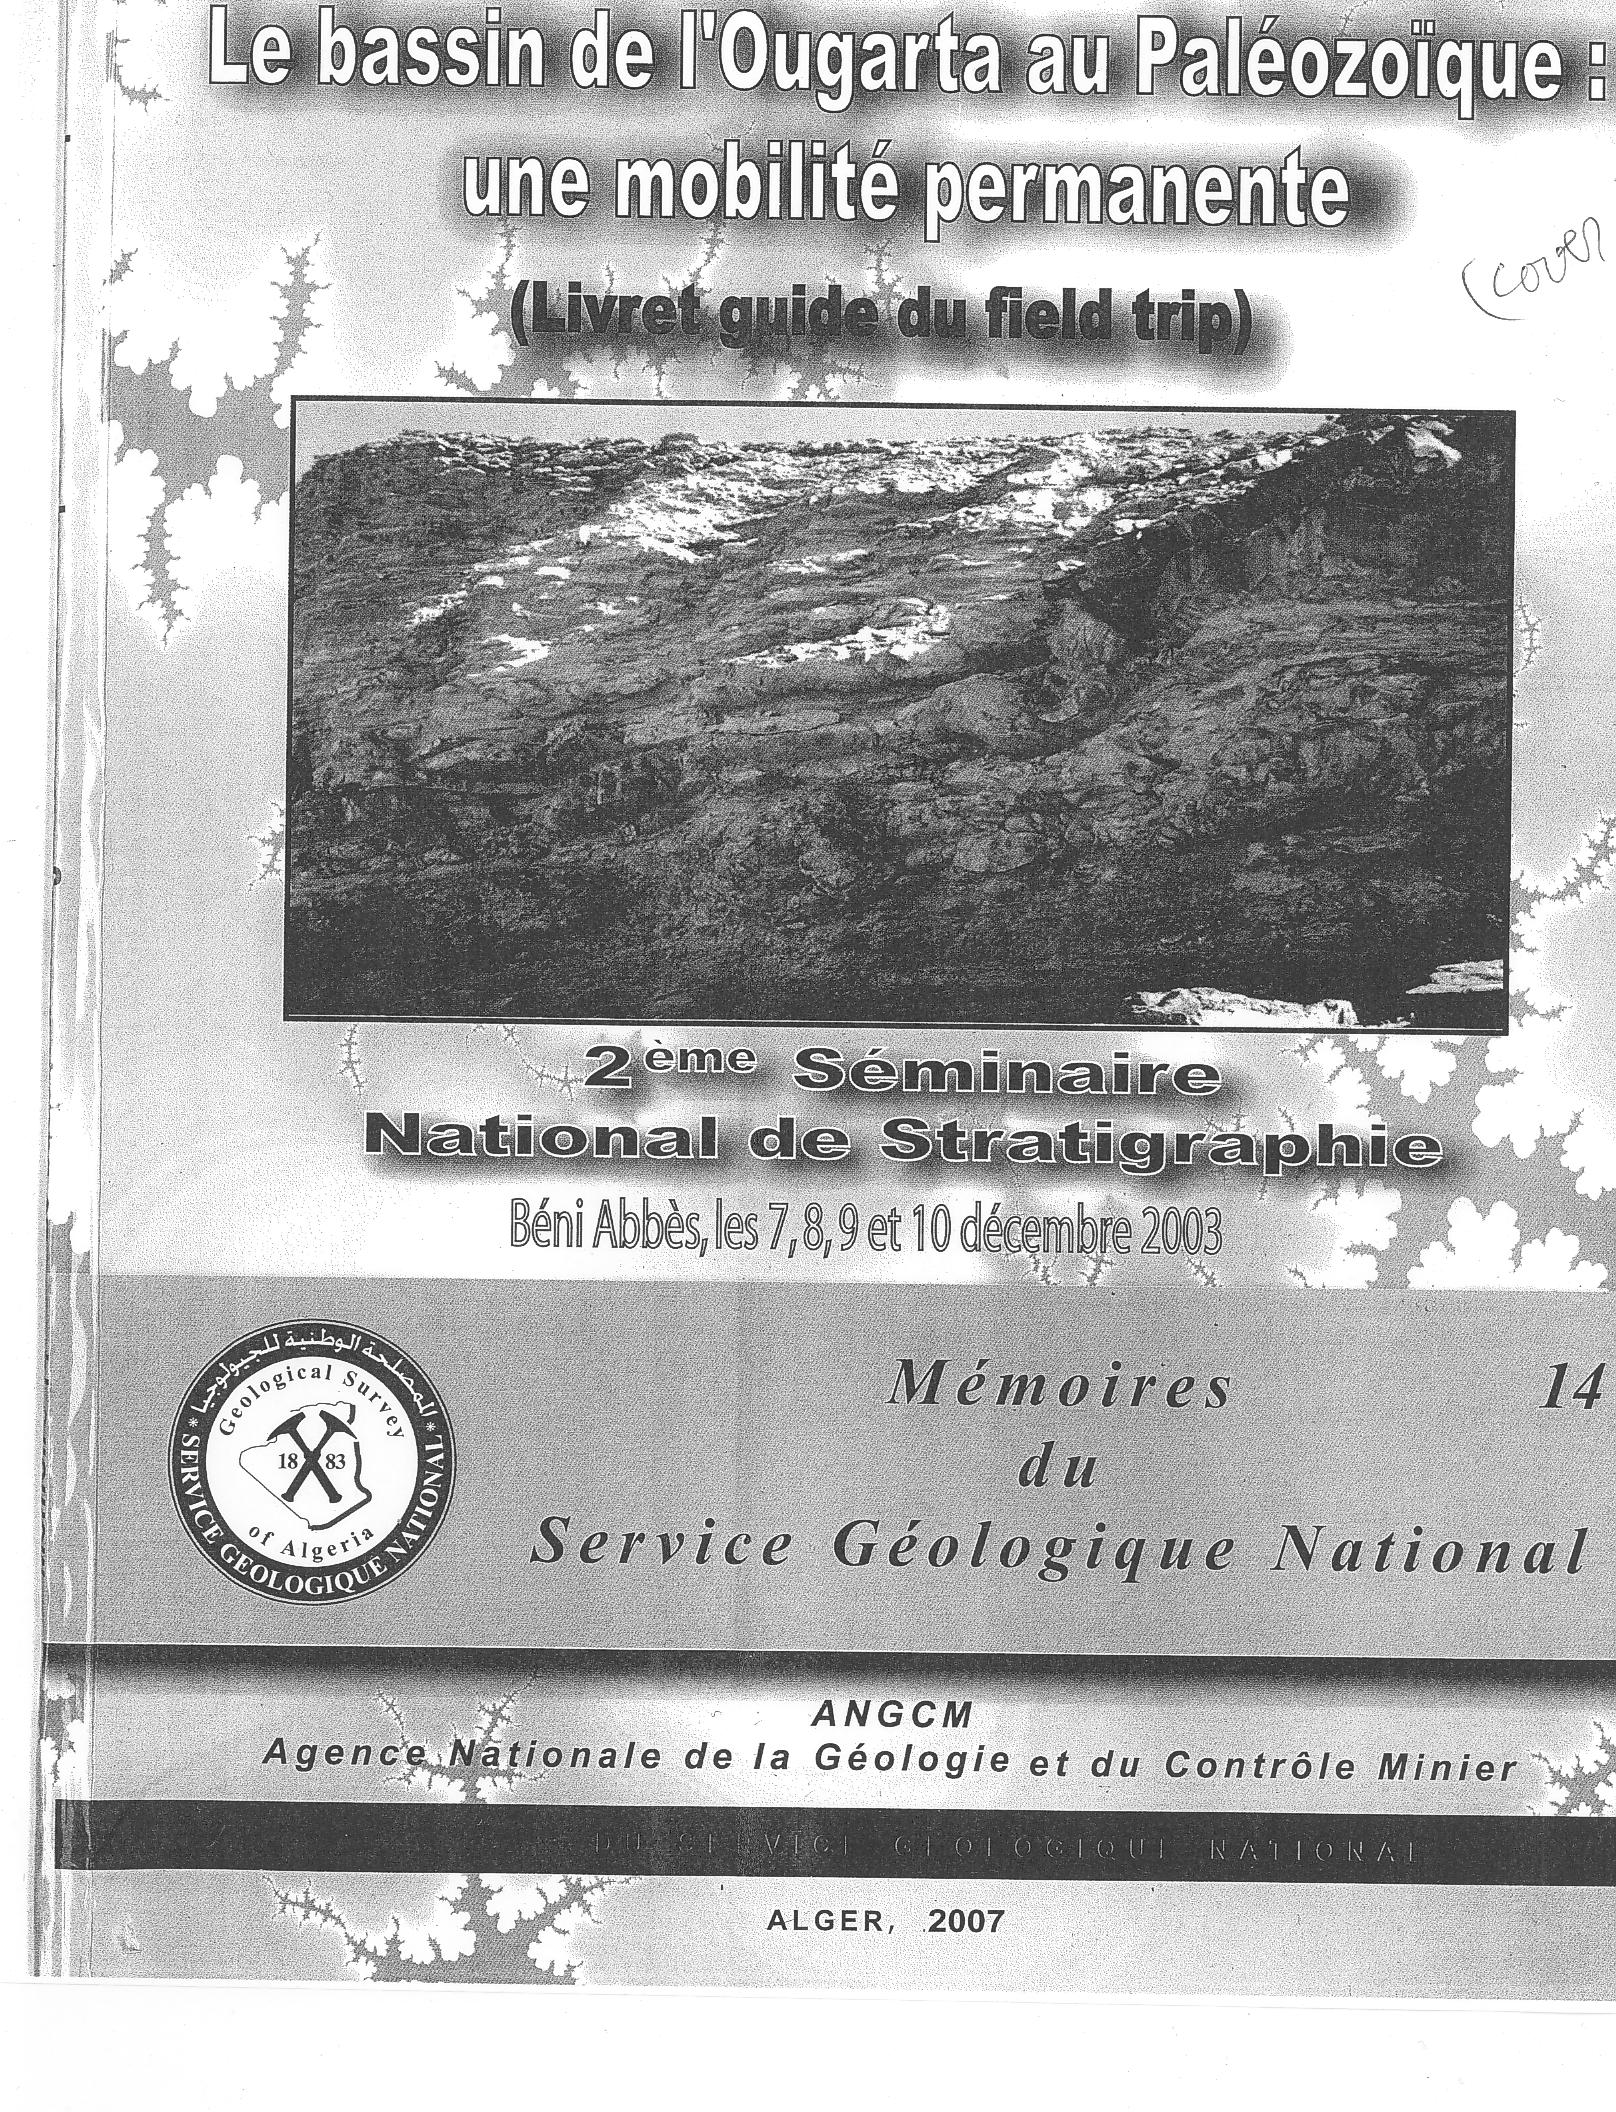 Le bassin de l'Ougarta au Paléozoïque :
une mobilité permanente
(cover
(Livret guide du field trip)
2ème Séminaire
National de Stratigraphie
Béni Abbès, les 7, 8, 9 et 10 décembre 2003
المصلحة الوطنية للجيولوجيا
Geological Survey
18 83
of Algeria
* SERVICE GEOLOGIQUE NATIONAL *
Mémoires 14
du
Service Géologique National
ANGCM
Agence Nationale de la Géologie et du Contrôle Minier
DU SERVICE GEOLOGIQUE NATIONAL
ALGER, 2007